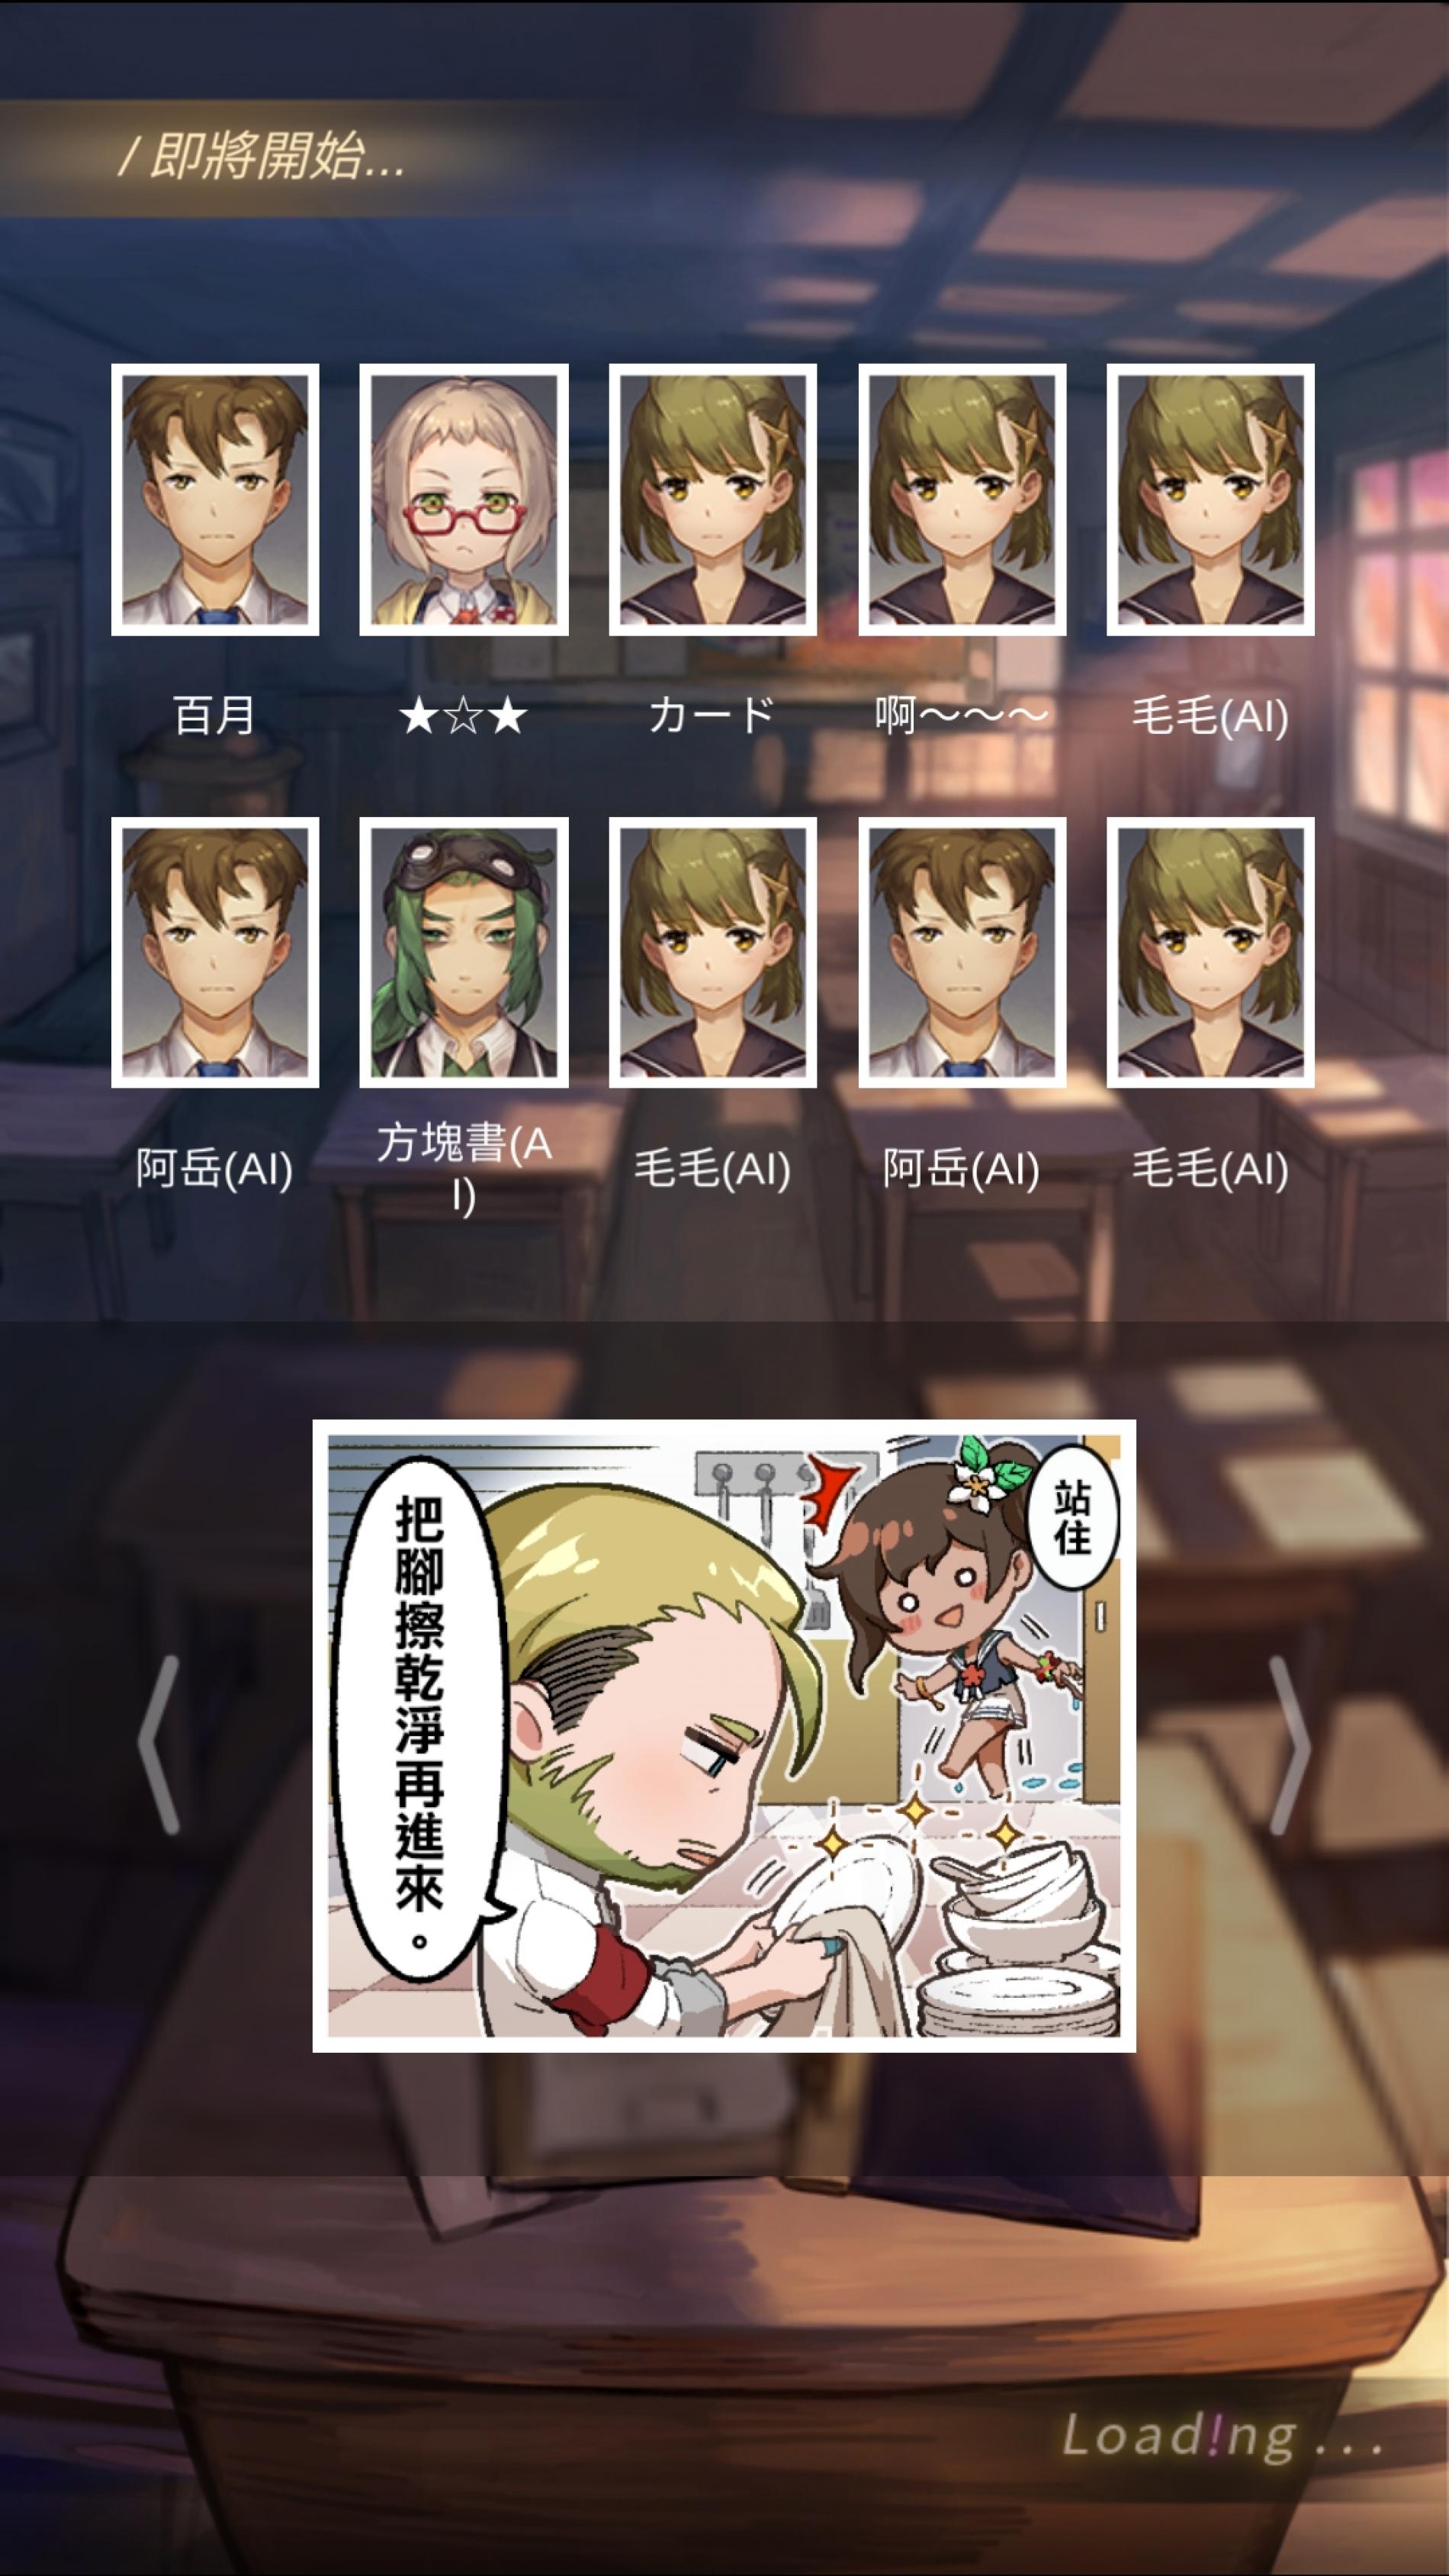 / 即將開始...
百月
★☆★
カード
啊～～～
毛毛(AI)
阿岳(AI)
方塊書(A
I)
毛毛(AI)
阿岳(AI)
毛毛(AI)
站住
把腳擦乾淨再進來。
Load!ng...